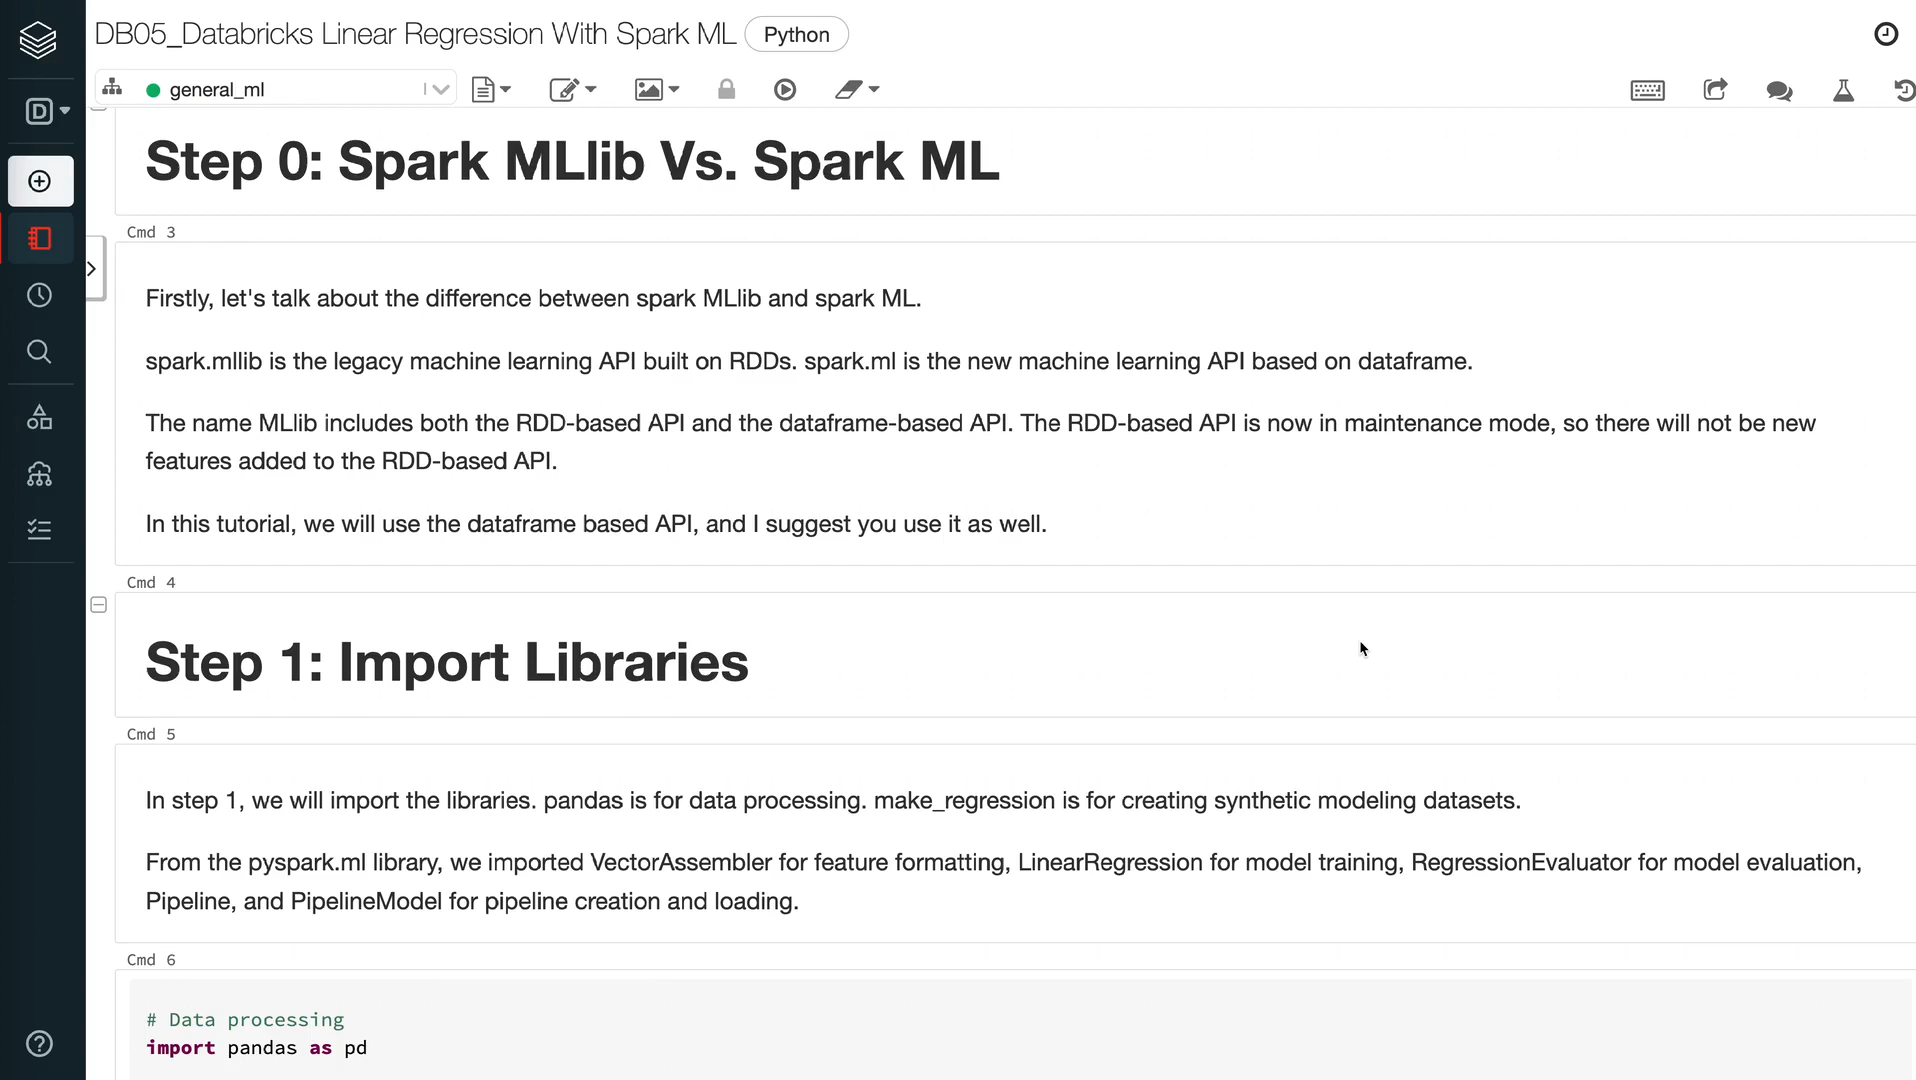 DB05_Databricks Linear Regression With Spark ML Python
general_ml
Step 0: Spark MLlib Vs. Spark ML
Cmd 3
Firstly, let's talk about the difference between spark MLlib and spark ML.
spark.mllib is the legacy machine learning API built on RDDs. spark.ml is the new machine learning API based on dataframe.
The name MLlib includes both the RDD-based API and the dataframe-based API. The RDD-based API is now in maintenance mode, so there will not be new
features added to the RDD-based API.
In this tutorial, we will use the dataframe based API, and I suggest you use it as well.
Cmd 4
Step 1: Import Libraries
Cmd 5
In step 1, we will import the libraries. pandas is for data processing. make_regression is for creating synthetic modeling datasets.
From the pyspark.ml library, we imported VectorAssembler for feature formatting, LinearRegression for model training, RegressionEvaluator for model evaluation,
Pipeline, and PipelineModel for pipeline creation and loading.
Cmd 6
# Data processing
import pandas as pd